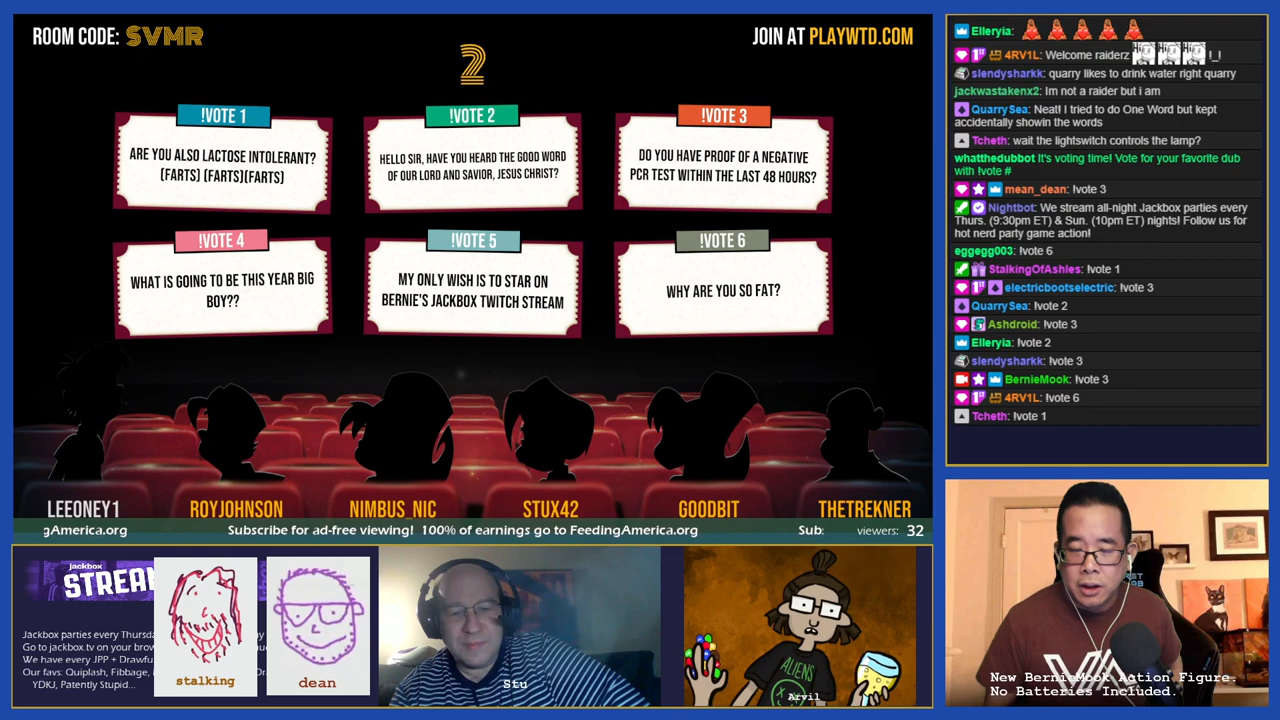 ROOM CODE: SVMR
JOIN AT PLAYWTD.COM
2
!VOTE 1
ARE YOU ALSO LACTOSE INTOLERANT?
(FARTS) (FARTS)(FARTS)
!VOTE 2
HELLO SIR, HAVE YOU HEARD THE GOOD WORD
OF OUR LORD AND SAVIOR, JESUS CHRIST?
!VOTE 3
DO YOU HAVE PROOF OF A NEGATIVE
PCR TEST WITHIN THE LAST 48 HOURS?
!VOTE 4
WHAT IS GOING TO BE THIS YEAR BIG
BOY??
!VOTE 5
MY ONLY WISH IS TO STAR ON
BERNIE'S JACKBOX TWITCH STREAM
!VOTE 6
WHY ARE YOU SO FAT?
LEEONEY1
ROYJOHNSON
NIMBUS_NIC
STUX42
GOODBIT
THETREKNER
gAmerica.org
Subscribe for ad-free viewing! 100% of earnings go to FeedingAmerica.org
Sub
viewers: 32
Elleryia:
4RV1L: Welcome raiderz !_!
slendysharkk: quarry likes to drink water right quarry
jackwastakenx2: Im not a raider but i am
QuarrySea: Neat! I tried to do One Word but kept
accidentally showin the words
Tcheth: wait the lightswitch controls the lamp?
whatthedubbot It's voting time! Vote for your favorite dub
with !vote #
mean_dean: !vote 3
Nightbot: We stream all-night Jackbox parties every
Thurs. (9:30pm ET) & Sun. (10pm ET) nights! Follow us for
hot nerd party game action!
eggegg003: !vote 6
StalkingOfAshles: !vote 1
electricbootselectric: !vote 3
QuarrySea: !vote 2
Ashdroid: !vote 3
Elleryia: !vote 2
slendysharkk: !vote 3
BernieMook: !vote 3
4RV1L: !vote 6
Tcheth: !vote 1
jackbox
STREAM
Jackbox parties every Thursda
Go to jackbox.tv on your brow
We have every JPP + Drawfu
Our favs: Quiplash, Fibbage,
YDKJ, Patently Stupid...
stalking
dean
Stu
ALIENS
Arvil
New BernieMook Action Figure.
No Batteries Included.